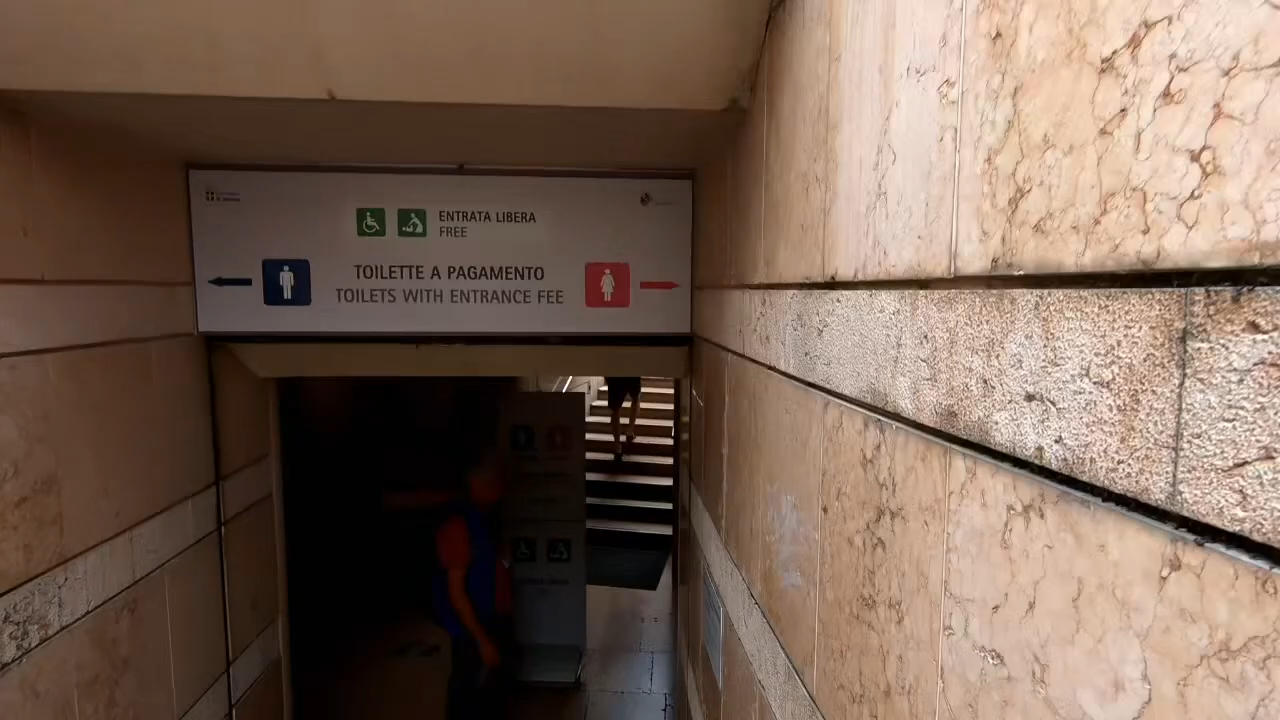 ENTRATA LIBERA
FREE
TOILETTE A PAGAMENTO
TOILETS WITH ENTRANCE FEE